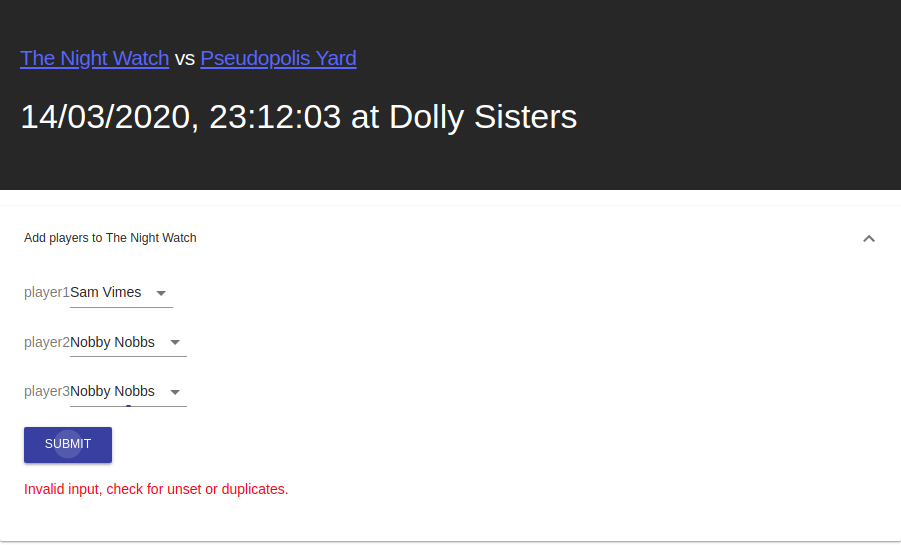 The Night Watch vs Pseudopolis Yard
14/03/2020, 23:12:03 at Dolly Sisters
Add players to The Night Watch
player1 Sam Vimes
player2 Nobby Nobbs
player3 Nobby Nobbs
SUBMIT
Invalid input, check for unset or duplicates.